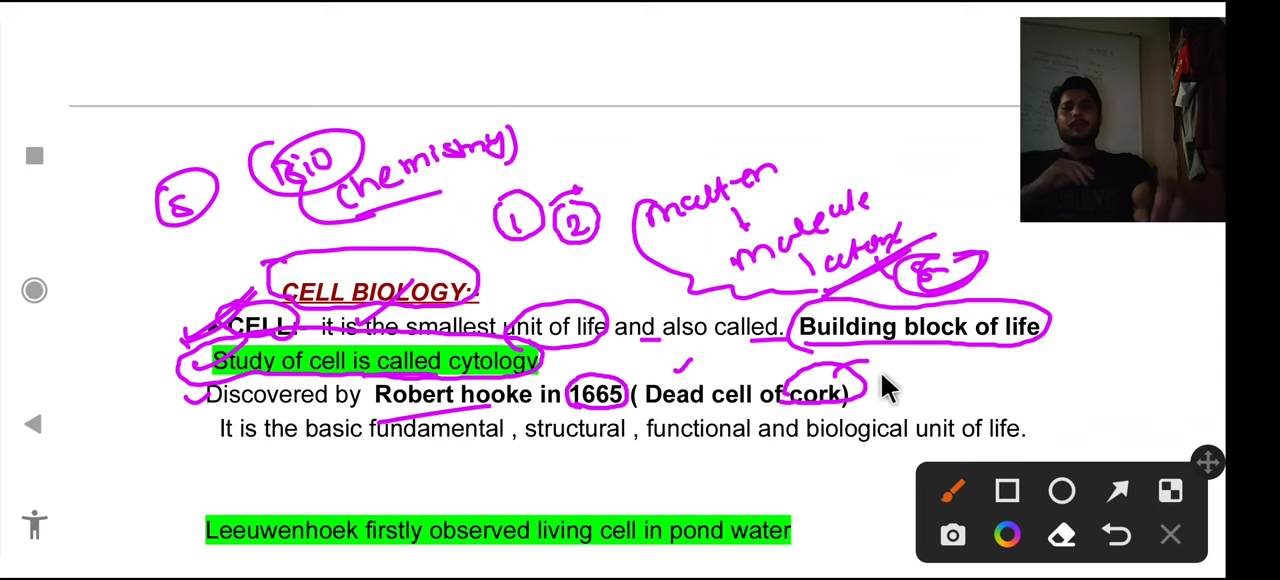 (Bio
Chemistry)
S
1 2
matter
molecule
atom
CELL BIOLOGY:-
CELL:- it is the smallest unit of life and also called. Building block of life
Study of cell is called cytology
Discovered by Robert hooke in 1665 ( Dead cell of cork)
It is the basic fundamental , structural , functional and biological unit of life.
Leeuwenhoek firstly observed living cell in pond water